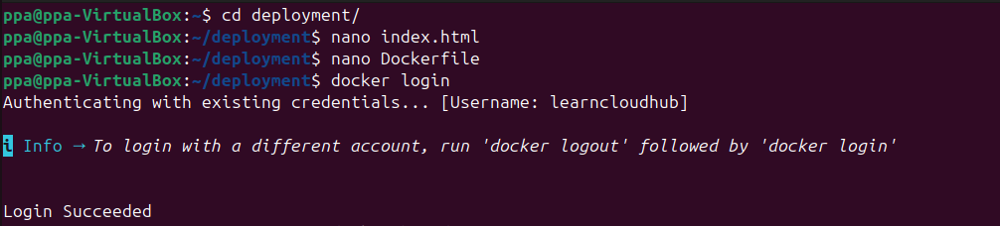 ppa@ppa-VirtualBox:~$ cd deployment/
ppa@ppa-VirtualBox:~/deployment$ nano index.html
ppa@ppa-VirtualBox:~/deployment$ nano Dockerfile
ppa@ppa-VirtualBox:~/deployment$ docker login
Authenticating with existing credentials... [Username: learncloudhub]
i Info → To login with a different account, run 'docker logout' followed by 'docker login'
Login Succeeded